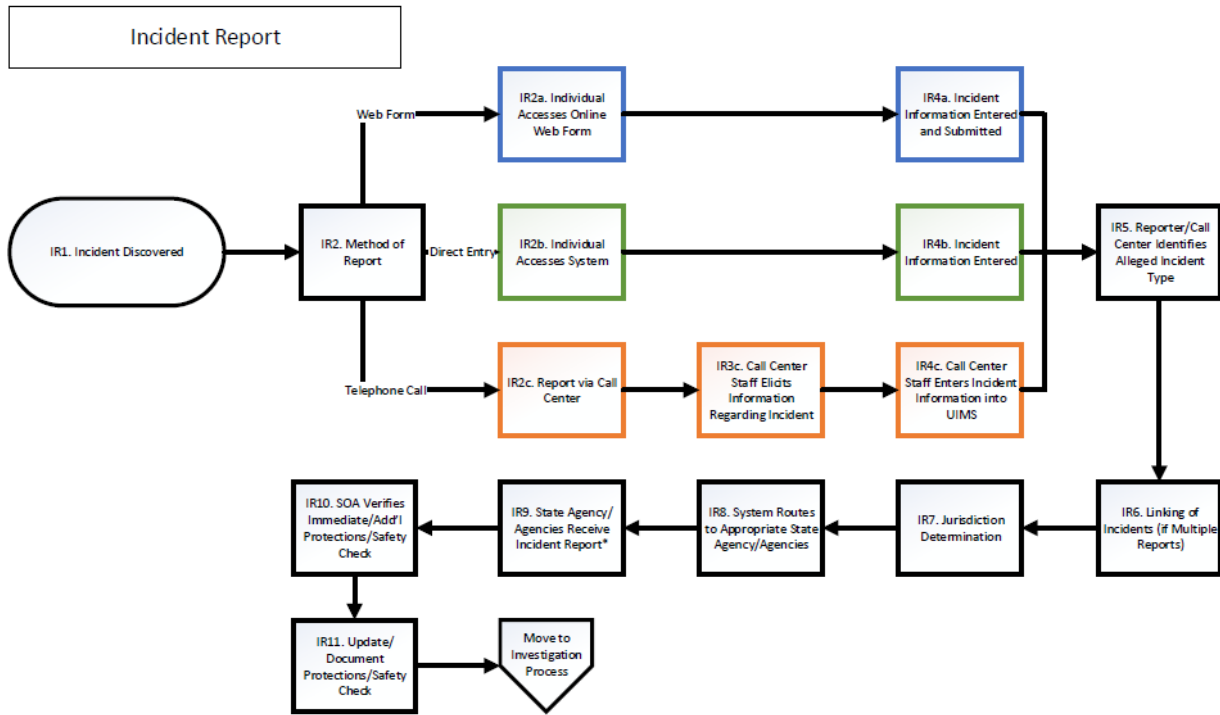 Incident Report
IR2a. Individual
Accesses Online
Web Form
IR4a. Incident
Information Entered
and Submitted
Web Form
IR1. Incident Discovered
IR2. Method of
Report
Direct Entry
IR2b. Individual
Accesses System
IR4b. Incident
Information Entered
IR5. Reporter/Call
Center Identifies
Alleged Incident
Type
Telephone Call
IR2c. Report via Call
Center
IR3c. Call Center
Staff Elicits
Information
Regarding Incident
IR4c. Call Center
Staff Enters Incident
Information into
UIMS
IR10. SOA Verifies
Immediate/Add'l
Protections/Safety
Check
IR9. State Agency/
Agencies Receive
Incident Report*
IR8. System Routes
to Appropriate State
Agency/Agencies
IR7. Jurisdiction
Determination
IR6. Linking of
Incidents (if Multiple
Reports)
IR11. Update/
Document
Protections/Safety
Check
Move to
Investigation
Process